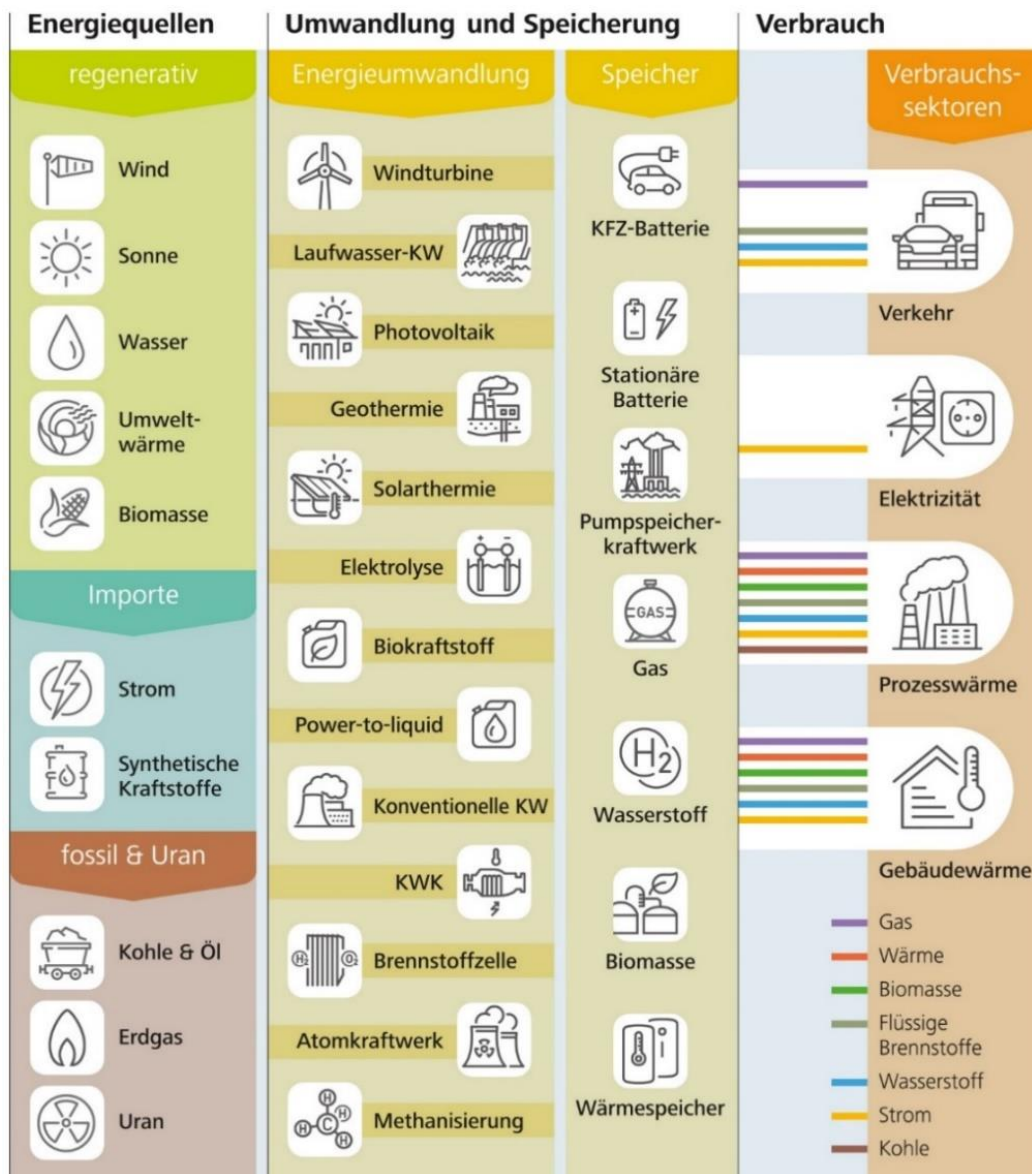 Energiequellen
Umwandlung und Speicherung
Verbrauch
regenerativ
Wind
Sonne
Wasser
Umwelt-
wärme
Biomasse
Importe
Strom
Synthetische
Kraftstoffe
fossil & Uran
Kohle & Öl
Erdgas
Uran
Energieumwandlung
Windturbine
Laufwasser-KW
Photovoltaik
Geothermie
Solarthermie
Elektrolyse
+ −
Biokraftstoff
Power-to-liquid
Konventionelle KW
KWK
Brennstoffzelle
H₂ O₂
Atomkraftwerk
Methanisierung
H
H
C
H
H
Speicher
KFZ-Batterie
Stationäre
Batterie
Pumpspeicher-
kraftwerk
GAS
Gas
H₂
Wasserstoff
Biomasse
Wärmespeicher
Verbrauchs-
sektoren
Verkehr
Elektrizität
Prozesswärme
Gebäudewärme
Gas
Wärme
Biomasse
Flüssige
Brennstoffe
Wasserstoff
Strom
Kohle